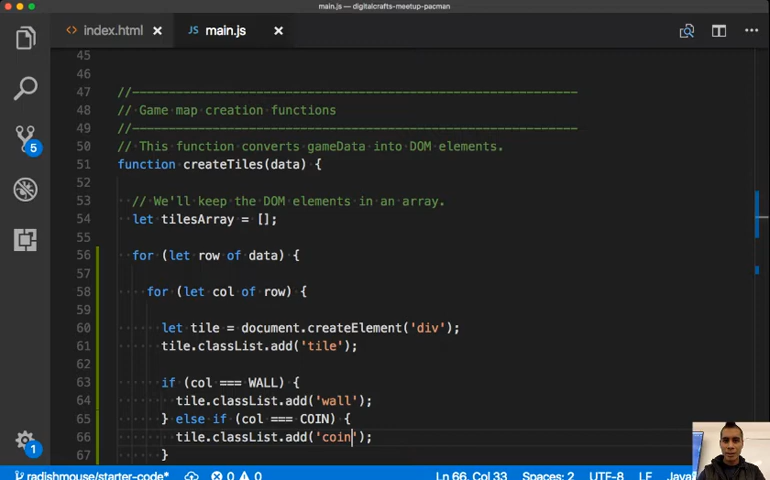 main.js — digitalcrafts-meetup-pacman
index.html
main.js
45
46
47 //-------------------------------------------------------------
48 // Game map creation functions
49 //-------------------------------------------------------------
50 // This function converts gameData into DOM elements.
51 function createTiles(data) {
52
53 // We'll keep the DOM elements in an array.
54 let tilesArray = [];
55
56 for (let row of data) {
57
58 for (let col of row) {
59
60 let tile = document.createElement('div');
61 tile.classList.add('tile');
62
63 if (col === WALL) {
64 tile.classList.add('wall');
65 } else if (col === COIN) {
66 tile.classList.add('coin');
67 }
5
1
radishmouse/starter-code* 0 0 Ln 66, Col 33 Spaces: 2 UTF-8 LF